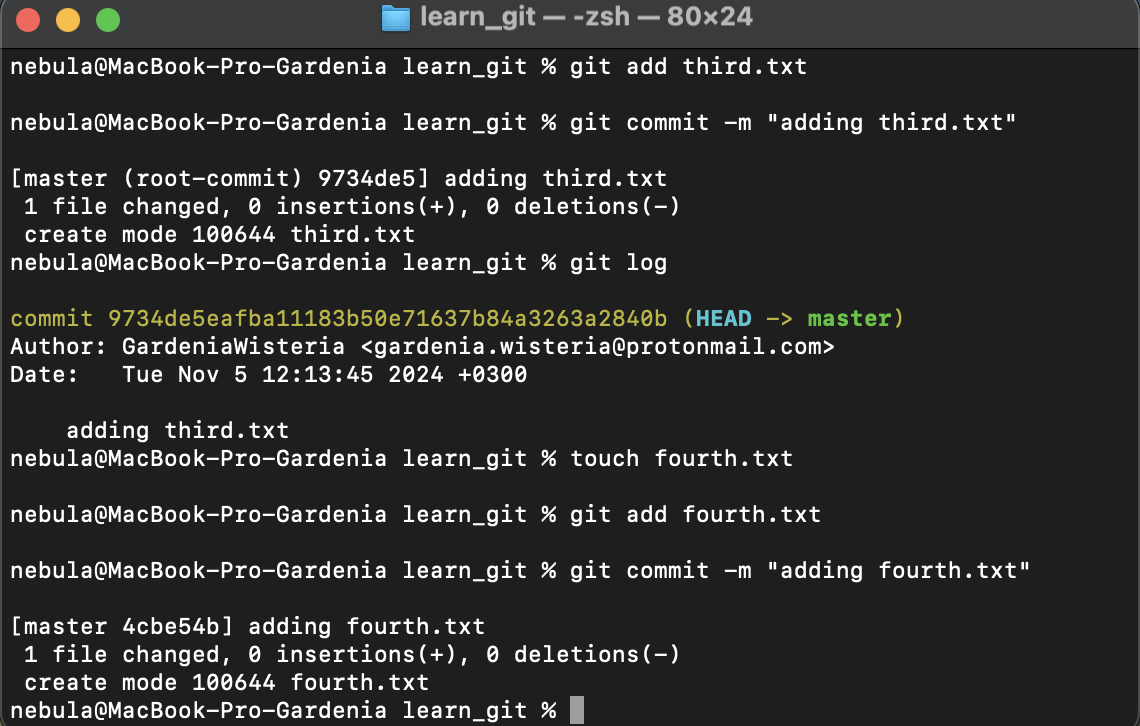 learn_git — -zsh — 80×24
nebula@MacBook-Pro-Gardenia learn_git % git add third.txt
nebula@MacBook-Pro-Gardenia learn_git % git commit -m "adding third.txt"
[master (root-commit) 9734de5] adding third.txt
 1 file changed, 0 insertions(+), 0 deletions(-)
 create mode 100644 third.txt
nebula@MacBook-Pro-Gardenia learn_git % git log
commit 9734de5eafba11183b50e71637b84a3263a2840b (HEAD -> master)
Author: GardeniaWisteria <gardenia.wisteria@protonmail.com>
Date:   Tue Nov 5 12:13:45 2024 +0300
    adding third.txt
nebula@MacBook-Pro-Gardenia learn_git % touch fourth.txt
nebula@MacBook-Pro-Gardenia learn_git % git add fourth.txt
nebula@MacBook-Pro-Gardenia learn_git % git commit -m "adding fourth.txt"
[master 4cbe54b] adding fourth.txt
 1 file changed, 0 insertions(+), 0 deletions(-)
 create mode 100644 fourth.txt
nebula@MacBook-Pro-Gardenia learn_git %